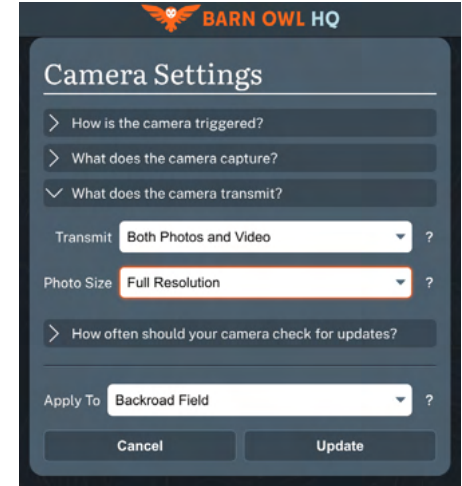 BARN OWL HQ
Camera Settings
How is the camera triggered?
What does the camera capture?
What does the camera transmit?
Transmit Both Photos and Video ?
Photo Size Full Resolution ?
How often should your camera check for updates?
Apply To Backroad Field ?
Cancel Update